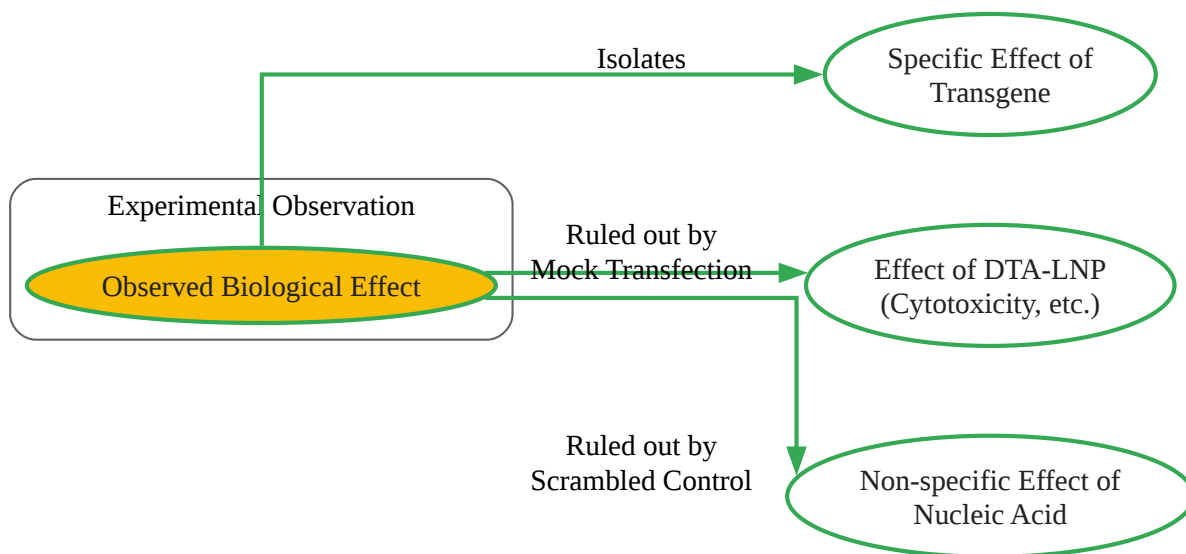 Isolates
Specific Effect of
Transgene
Experimental Observation
Observed Biological Effect
Ruled out by
Mock Transfection
Effect of DTA-LNP
(Cytotoxicity, etc.)
Ruled out by
Scrambled Control
Non-specific Effect of
Nucleic Acid